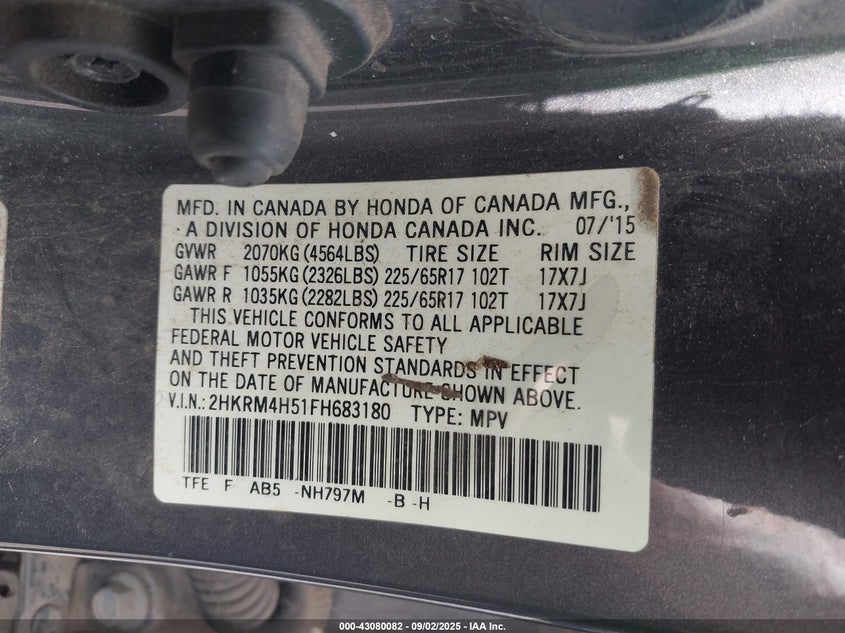 MFD. IN CANADA BY HONDA OF CANADA MFG.,
A DIVISION OF HONDA CANADA INC. 07/'15
GVWR 2070KG (4564LBS) TIRE SIZE RIM SIZE
GAWR F 1055KG (2326LBS) 225/65R17 102T 17X7J
GAWR R 1035KG (2282LBS) 225/65R17 102T 17X7J
THIS VEHICLE CONFORMS TO ALL APPLICABLE
FEDERAL MOTOR VEHICLE SAFETY
AND THEFT PREVENTION STANDARDS IN EFFECT
ON THE DATE OF MANUFACTURE SHOWN ABOVE.
V.I.N.: 2HKRM4H51FH683180 TYPE: MPV
TFE F AB5 -NH797M -B -H
000-43080082 - 09/02/2025 - IAA Inc.